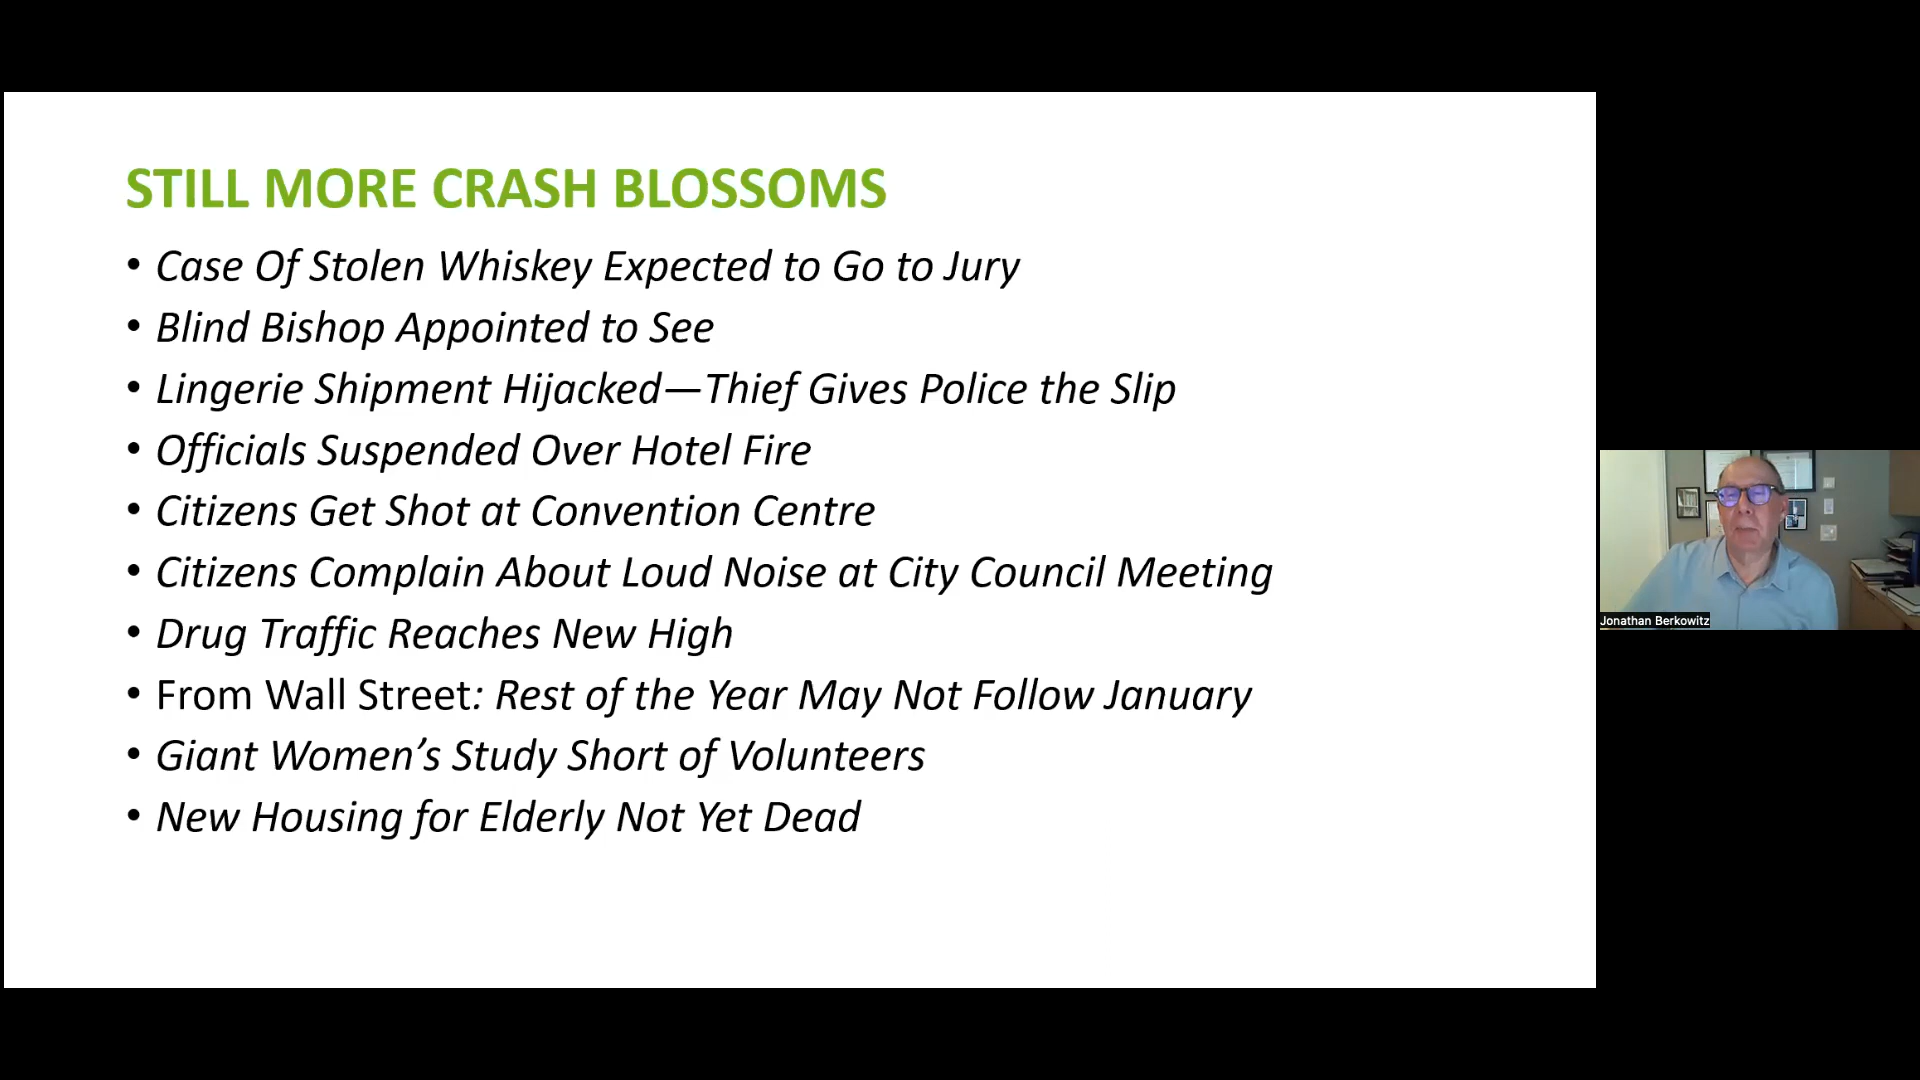 STILL MORE CRASH BLOSSOMS
• Case Of Stolen Whiskey Expected to Go to Jury
• Blind Bishop Appointed to See
• Lingerie Shipment Hijacked—Thief Gives Police the Slip
• Officials Suspended Over Hotel Fire
• Citizens Get Shot at Convention Centre
• Citizens Complain About Loud Noise at City Council Meeting
• Drug Traffic Reaches New High
• From Wall Street: Rest of the Year May Not Follow January
• Giant Women’s Study Short of Volunteers
• New Housing for Elderly Not Yet Dead
Jonathan Berkowitz